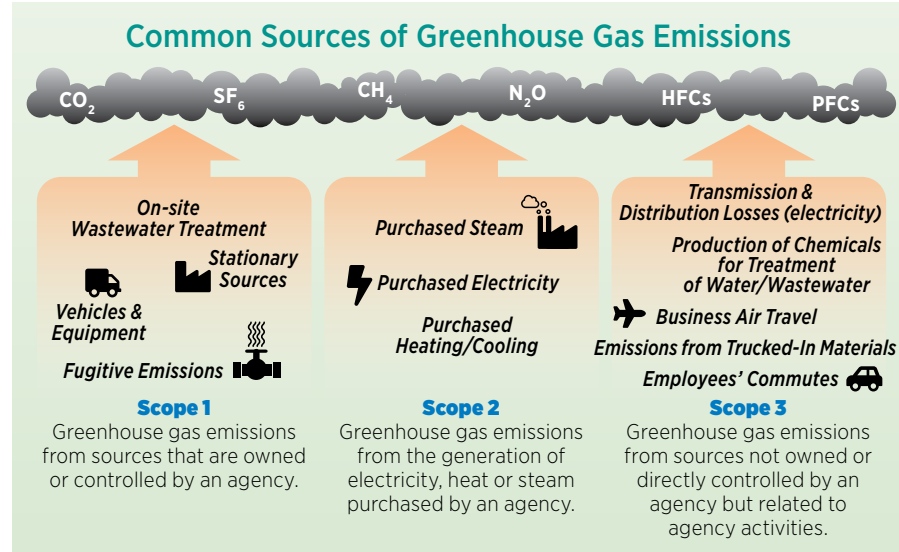 Common Sources of Greenhouse Gas Emissions
CO₂
SF₆
CH₄
N₂O
HFCs
PFCs
On-site
Wastewater Treatment
Stationary
Sources
Vehicles &
Equipment
Fugitive Emissions
Scope 1
Greenhouse gas emissions
from sources that are owned
or controlled by an agency.
Purchased Steam
Purchased Electricity
Purchased
Heating/Cooling
Scope 2
Greenhouse gas emissions
from the generation of
electricity, heat or steam
purchased by an agency.
Transmission &
Distribution Losses (electricity)
Production of Chemicals
for Treatment
of Water/Wastewater
Business Air Travel
Emissions from Trucked-In Materials
Employees' Commutes
Scope 3
Greenhouse gas emissions
from sources not owned or
directly controlled by an
agency but related to
agency activities.